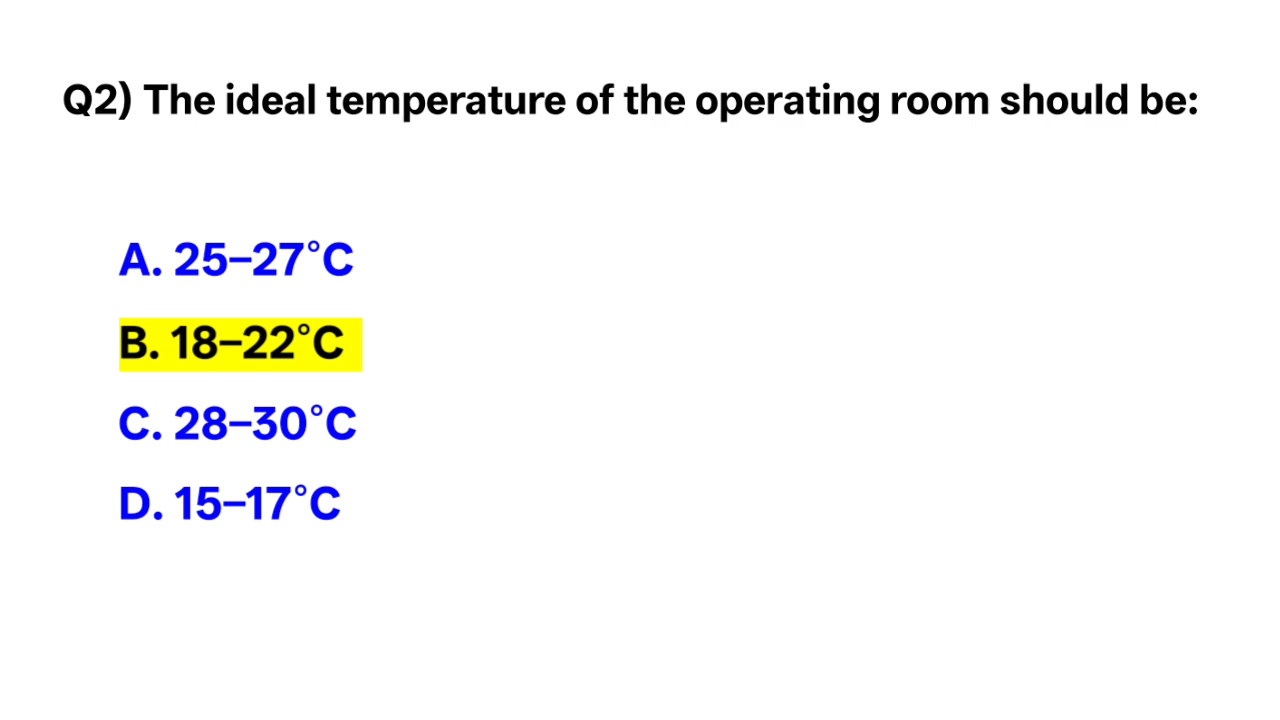 Q2) The ideal temperature of the operating room should be:
A. 25–27°C
B. 18–22°C
C. 28–30°C
D. 15–17°C